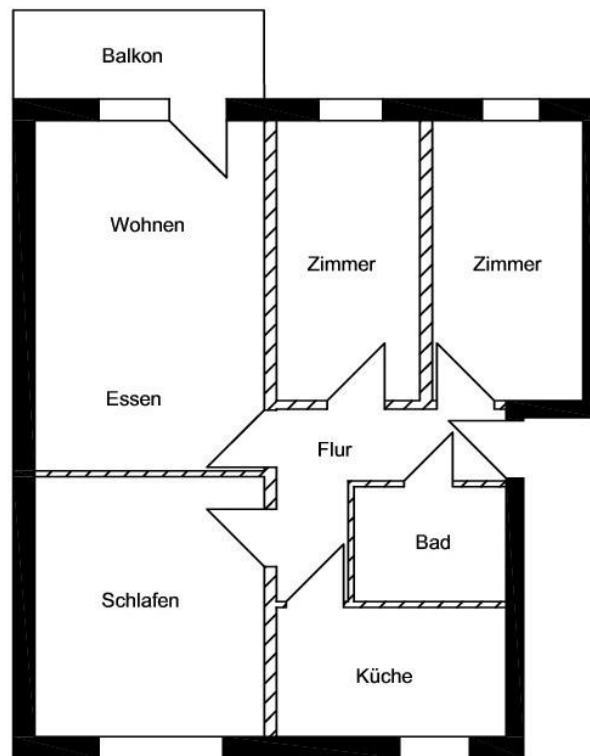 Balkon
Wohnen
Zimmer
Zimmer
Essen
Flur
Bad
Schlafen
Küche